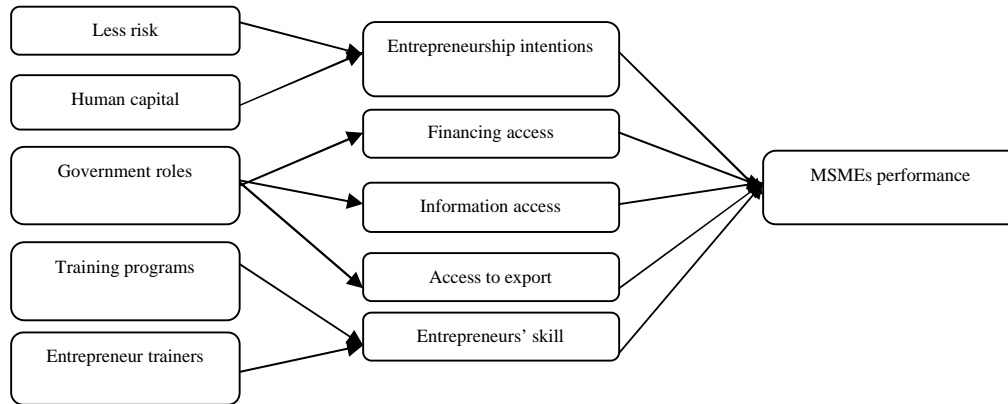 Less risk
Human capital
Government roles
Training programs
Entrepreneur trainers
Entrepreneurship intentions
Financing access
Information access
Access to export
Entrepreneurs’ skill
MSMEs performance